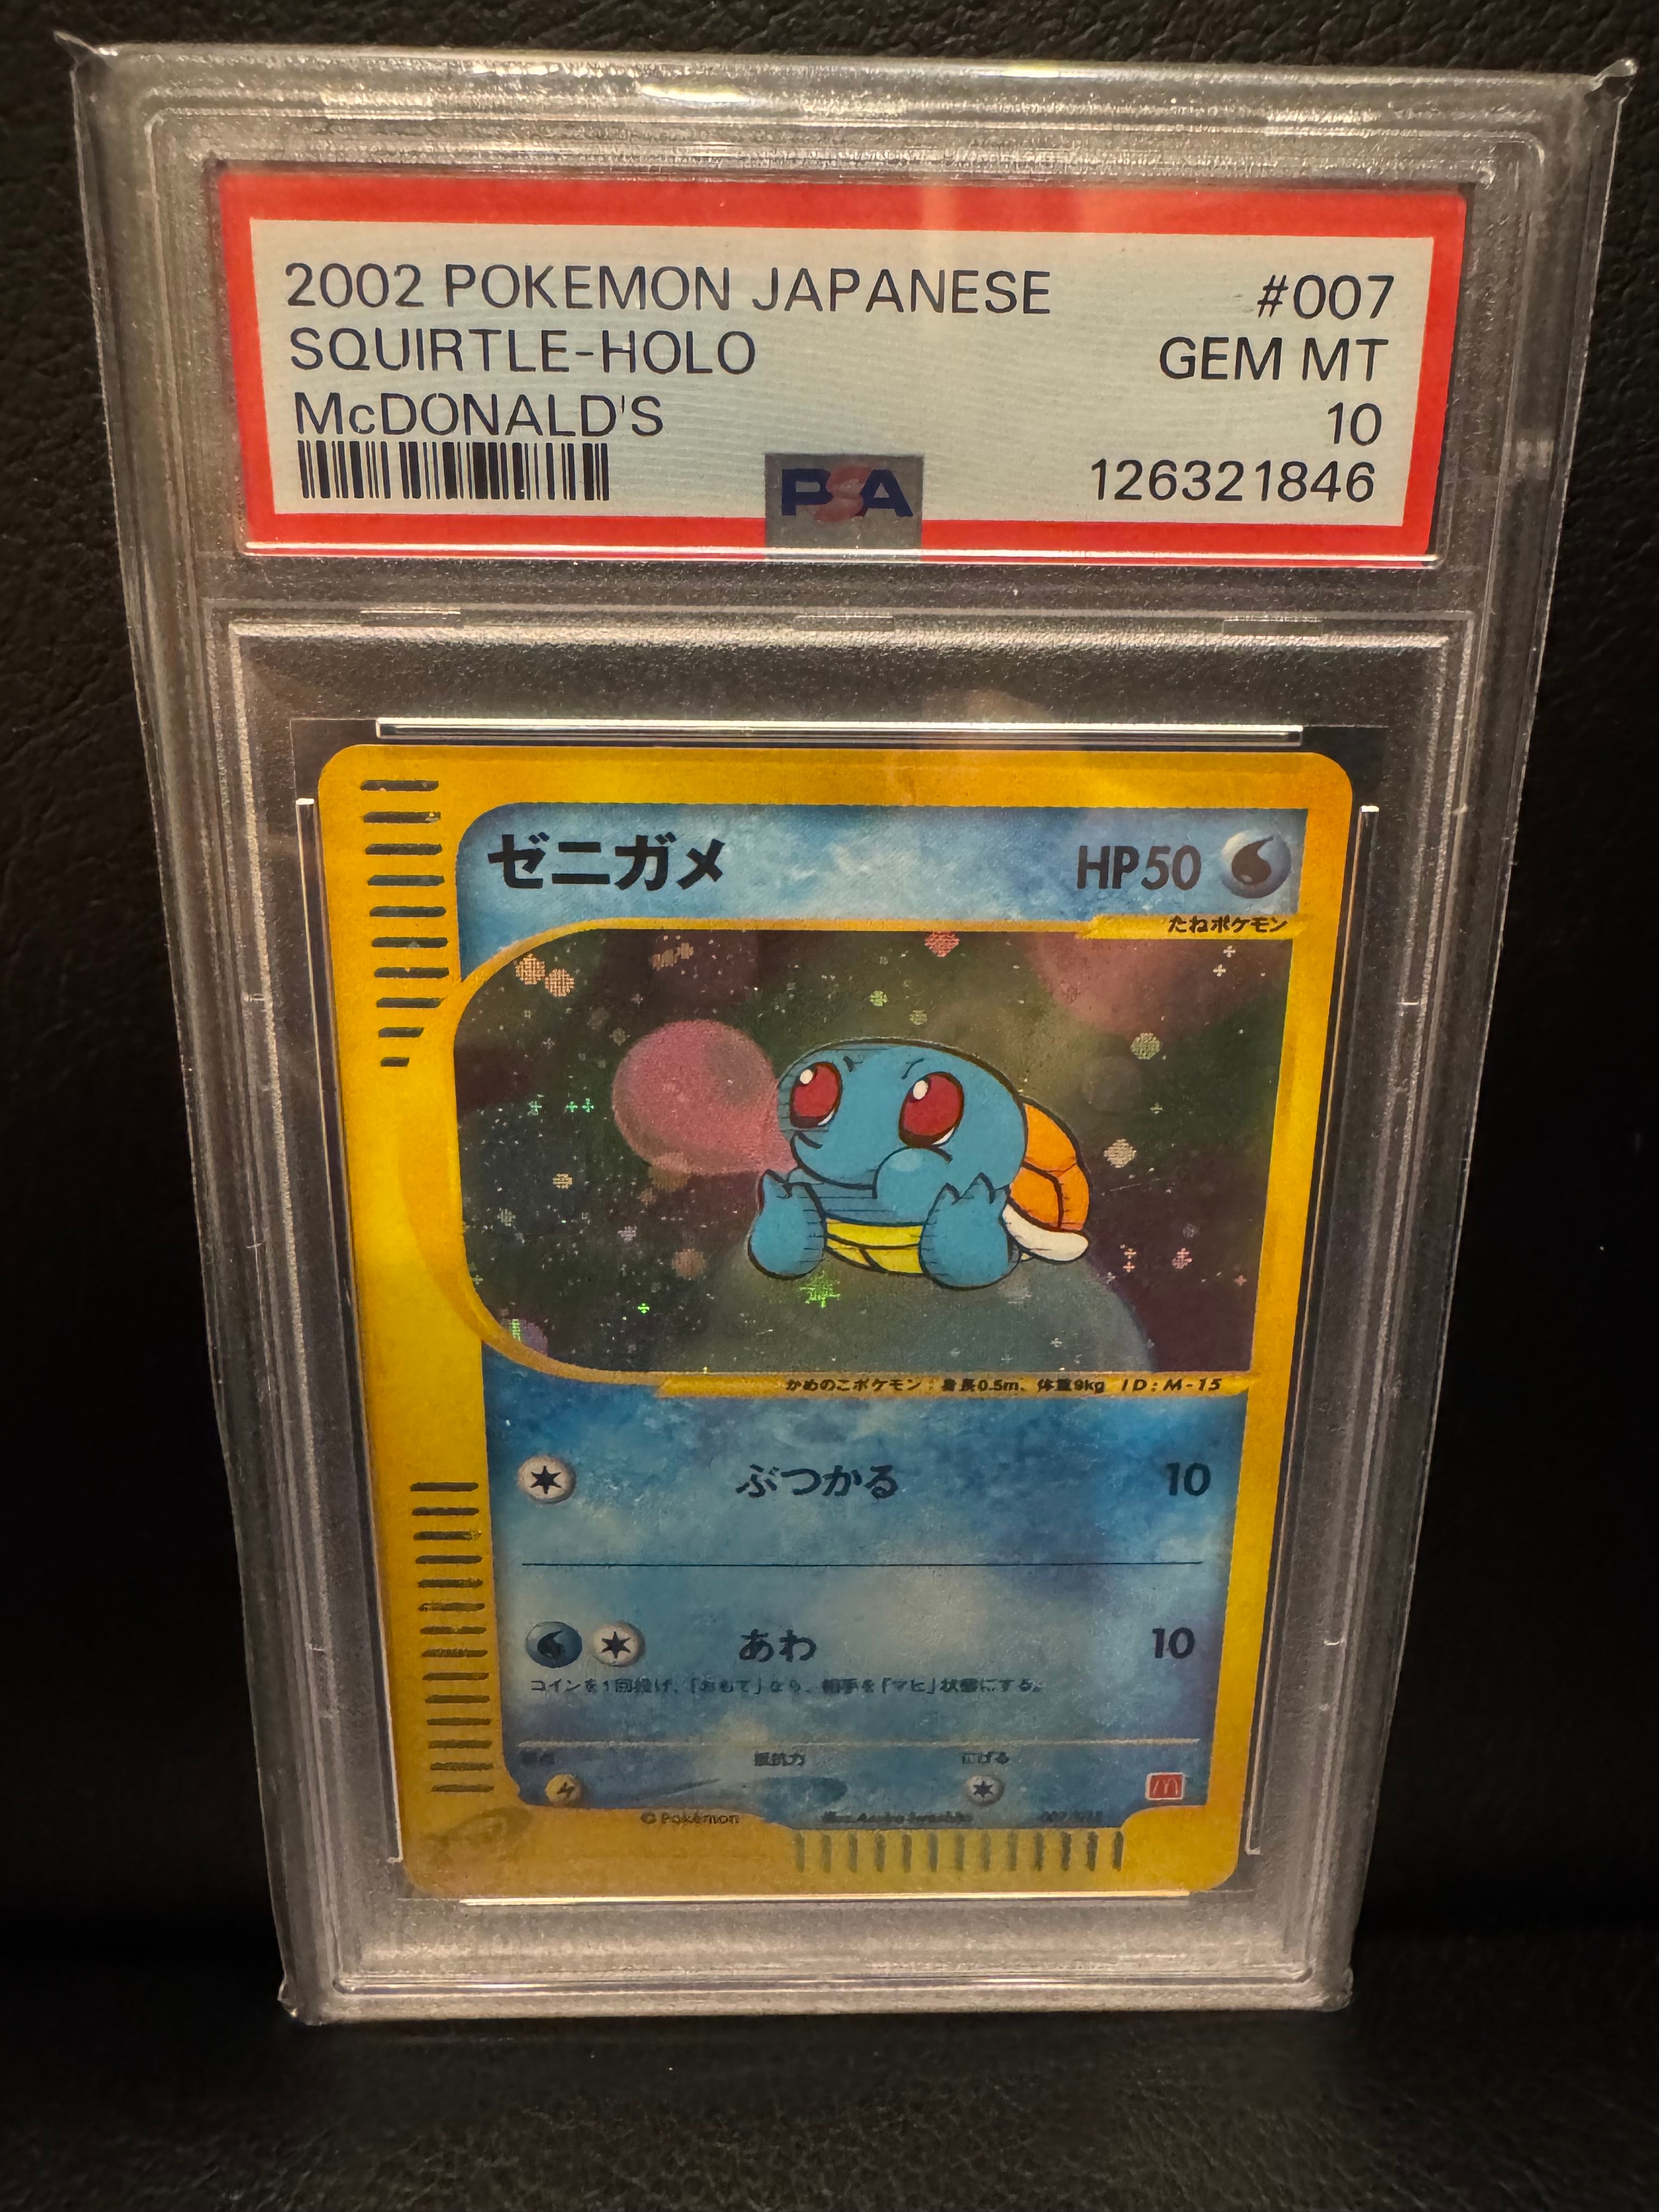 2002 POKEMON JAPANESE #007
SQUIRTLE-HOLO GEM MT
McDONALD'S 10
PSA 126321846
ゼニガメ HP50
たねポケモン
かめのこポケモン：身長0.5m、体重9kg ID:M-15
ぶつかる 10
あわ 10
コインを1回投げ、「おもて」なら、相手を「マヒ」状態にする。
抵抗力 にげる
© Pokémon